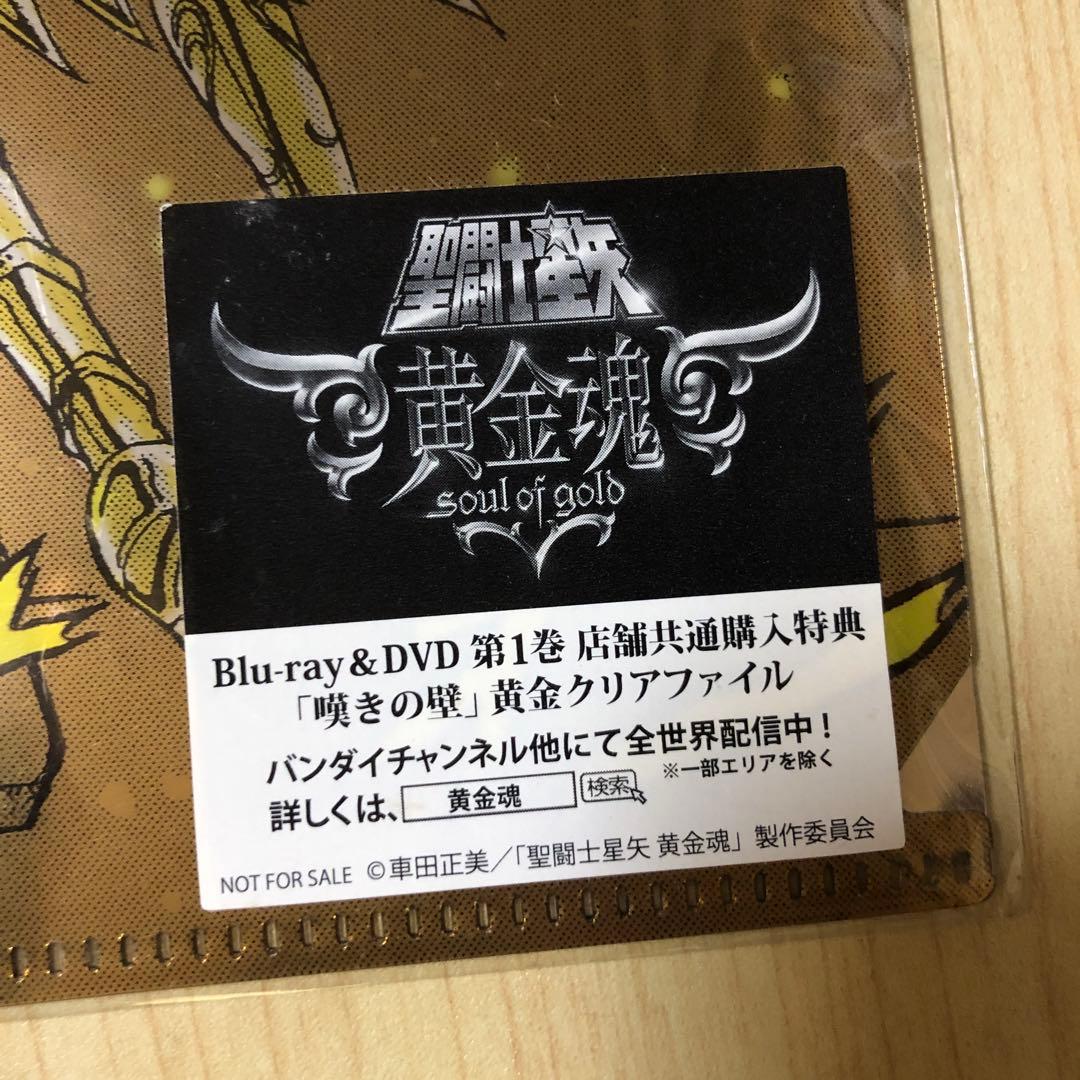 聖闘士星矢
黄金魂
soul of gold
Blu-ray & DVD 第1巻 店舗共通購入特典
「嘆きの壁」黄金クリアファイル
バンダイチャンネル他にて全世界配信中!
※一部エリアを除く
詳しくは、 黄金魂 検索
NOT FOR SALE ©車田正美/「聖闘士星矢 黄金魂」製作委員会